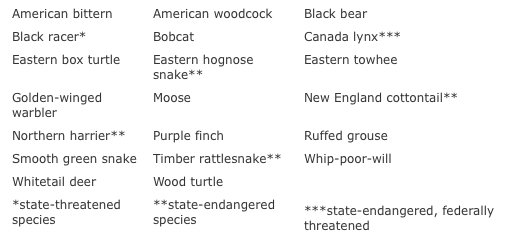 American bittern American woodcock Black bear
Black racer* Bobcat Canada lynx***
Eastern box turtle Eastern hognose snake** Eastern towhee
Golden-winged warbler Moose New England cottontail**
Northern harrier** Purple finch Ruffed grouse
Smooth green snake Timber rattlesnake** Whip-poor-will
Whitetail deer Wood turtle
*state-threatened species **state-endangered species ***state-endangered, federally threatened